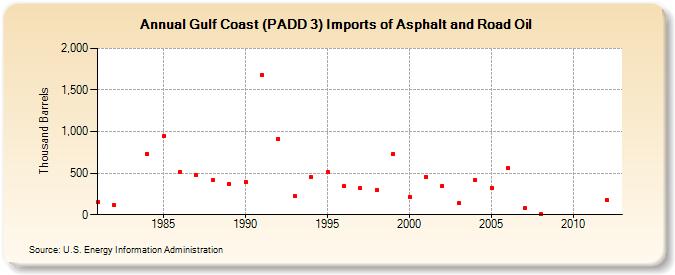 Annual Gulf Coast (PADD 3) Imports of Asphalt and Road Oil
Thousand Barrels
2,000
1,500
1,000
500
0
1985 1990 1995 2000 2005 2010
Source: U.S. Energy Information Administration